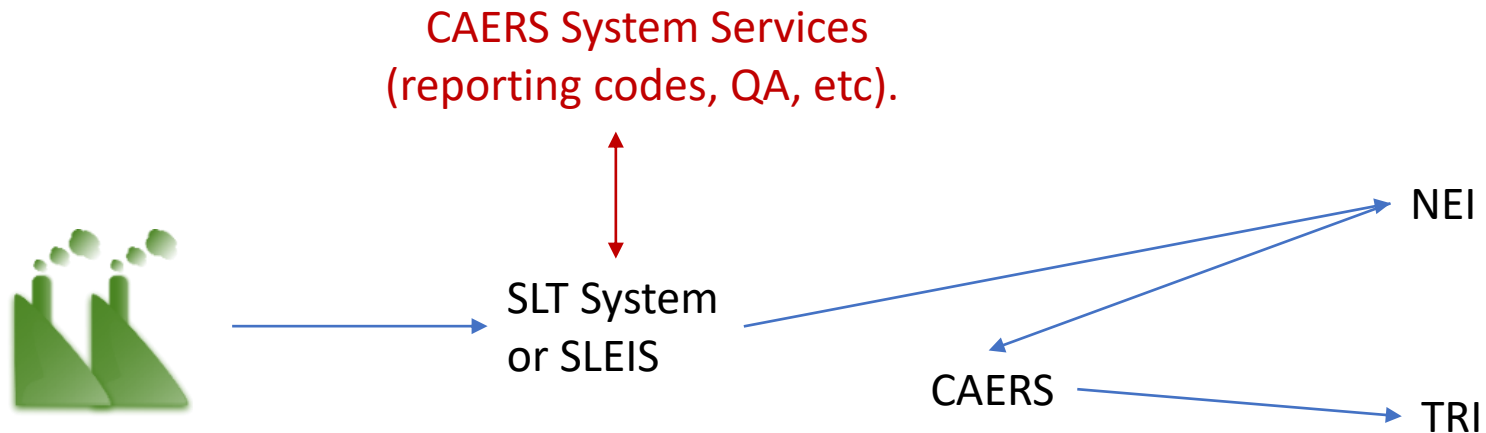 CAERS System Services
(reporting codes, QA, etc).
NEI
SLT System
or SLEIS
CAERS
TRI